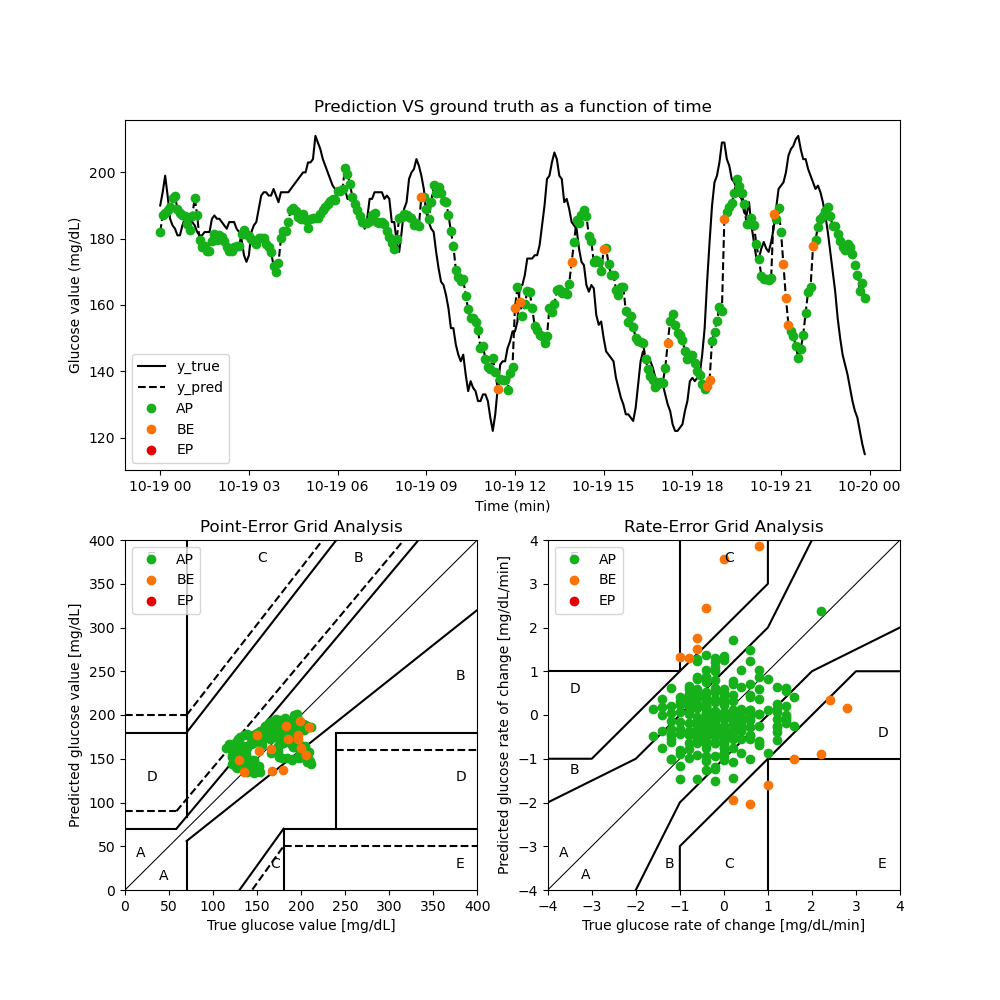 Prediction VS ground truth as a function of time
Glucose value (mg/dL)
200
180
160
140
120
y_true
y_pred
AP
BE
EP
10-19 00 10-19 03 10-19 06 10-19 09 10-19 12 10-19 15 10-19 18 10-19 21 10-20 00
Time (min)
Point-Error Grid Analysis
Predicted glucose value [mg/dL]
400
350
300
250
200
150
100
50
0
AP
BE
EP
C
B
B
D
D
A
A
C
E
0 50 100 150 200 250 300 350 400
True glucose value [mg/dL]
Rate-Error Grid Analysis
Predicted glucose rate of change [mg/dL/min]
4
3
2
1
0
−1
−2
−3
−4
AP
BE
EP
C
D
D
B
A
A
B
C
E
−4 −3 −2 −1 0 1 2 3 4
True glucose rate of change [mg/dL/min]